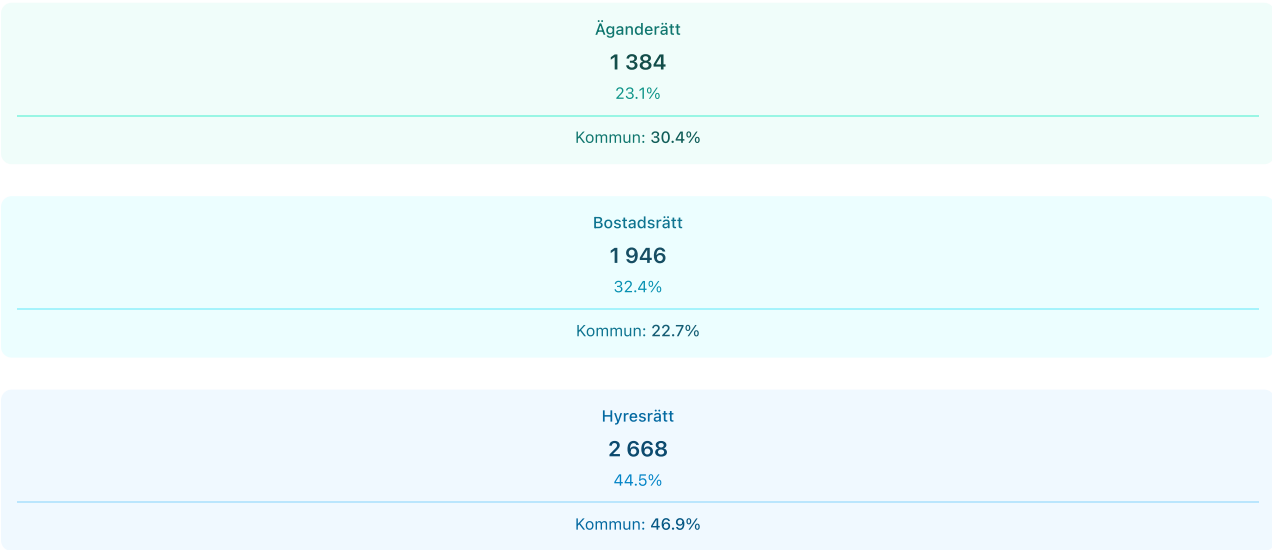 Äganderätt
1 384
23.1%
Kommun: 30.4%
Bostadsrätt
1 946
32.4%
Kommun: 22.7%
Hyresrätt
2 668
44.5%
Kommun: 46.9%